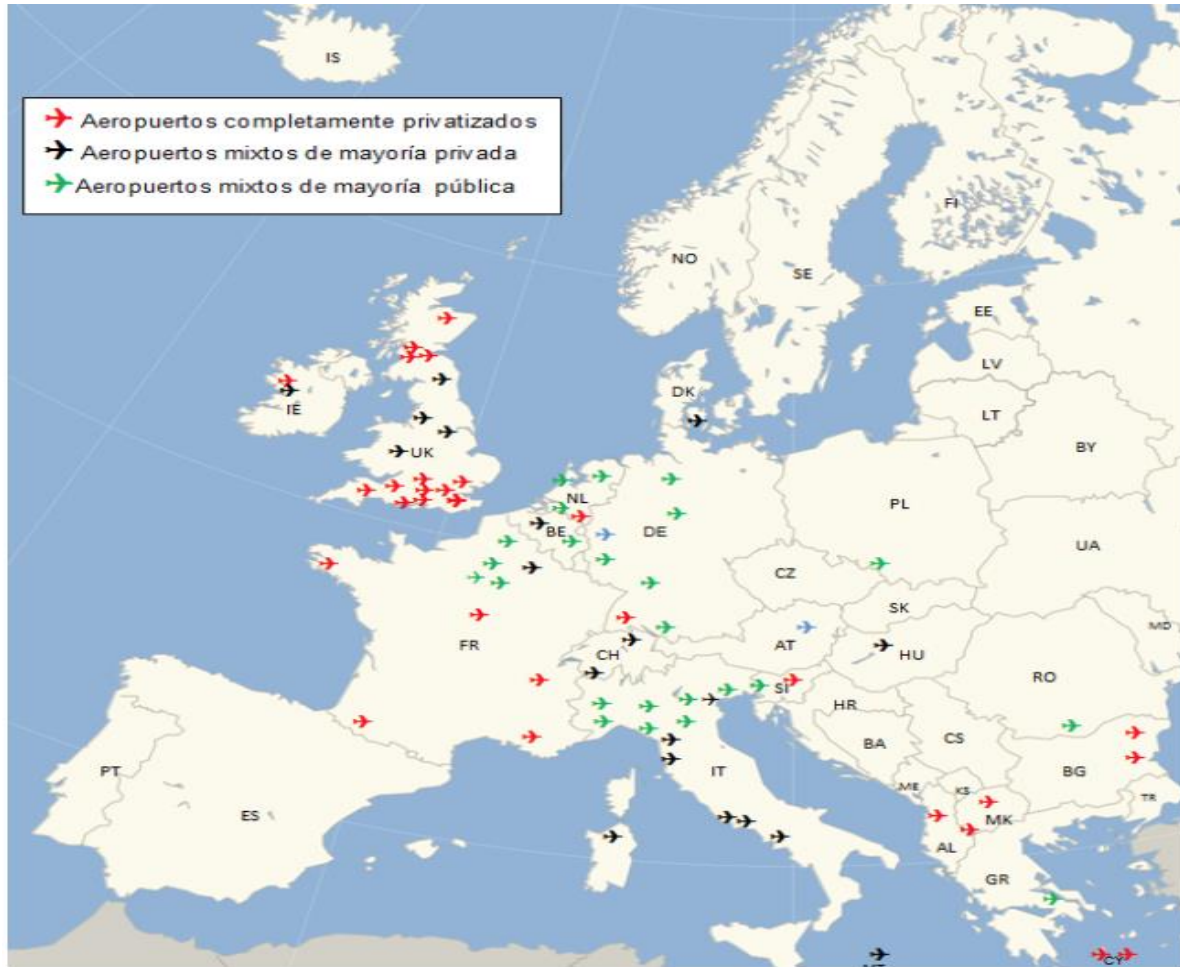 IS
Aeropuertos completamente privatizados
Aeropuertos mixtos de mayoría privada
Aeropuertos mixtos de mayoría pública
FI
NO
SE
EE
LV
DK
LT
IE
BY
UK
NL
PL
BE
DE
UA
CZ
SK
MD
FR
CH
AT
HU
RO
SI
HR
CS
BA
BG
PT
IT
ES
ME
KS
TR
MK
AL
GR
CY